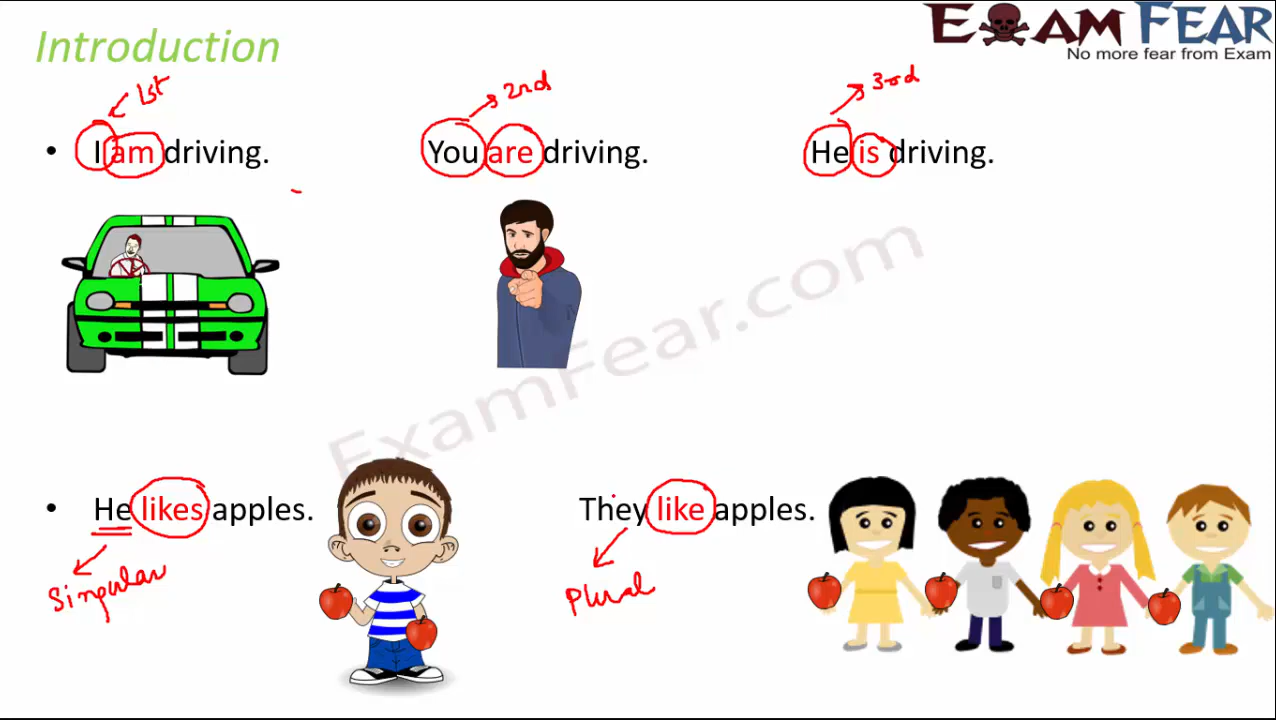 Introduction
EXAM FEAR
No more fear from Exam
1st
2nd
3rd
• I am driving.
You are driving.
He is driving.
ExamFear.com
• He likes apples.
They like apples.
Singular
Plural